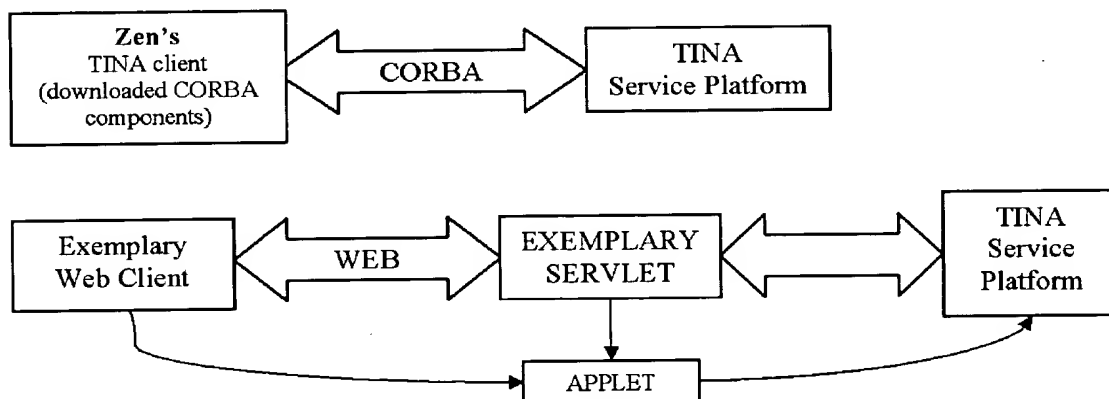 Zen's
TINA client
(downloaded CORBA
components)
CORBA
TINA
Service Platform
Exemplary
Web Client
WEB
EXEMPLARY
SERVLET
TINA
Service
Platform
APPLET